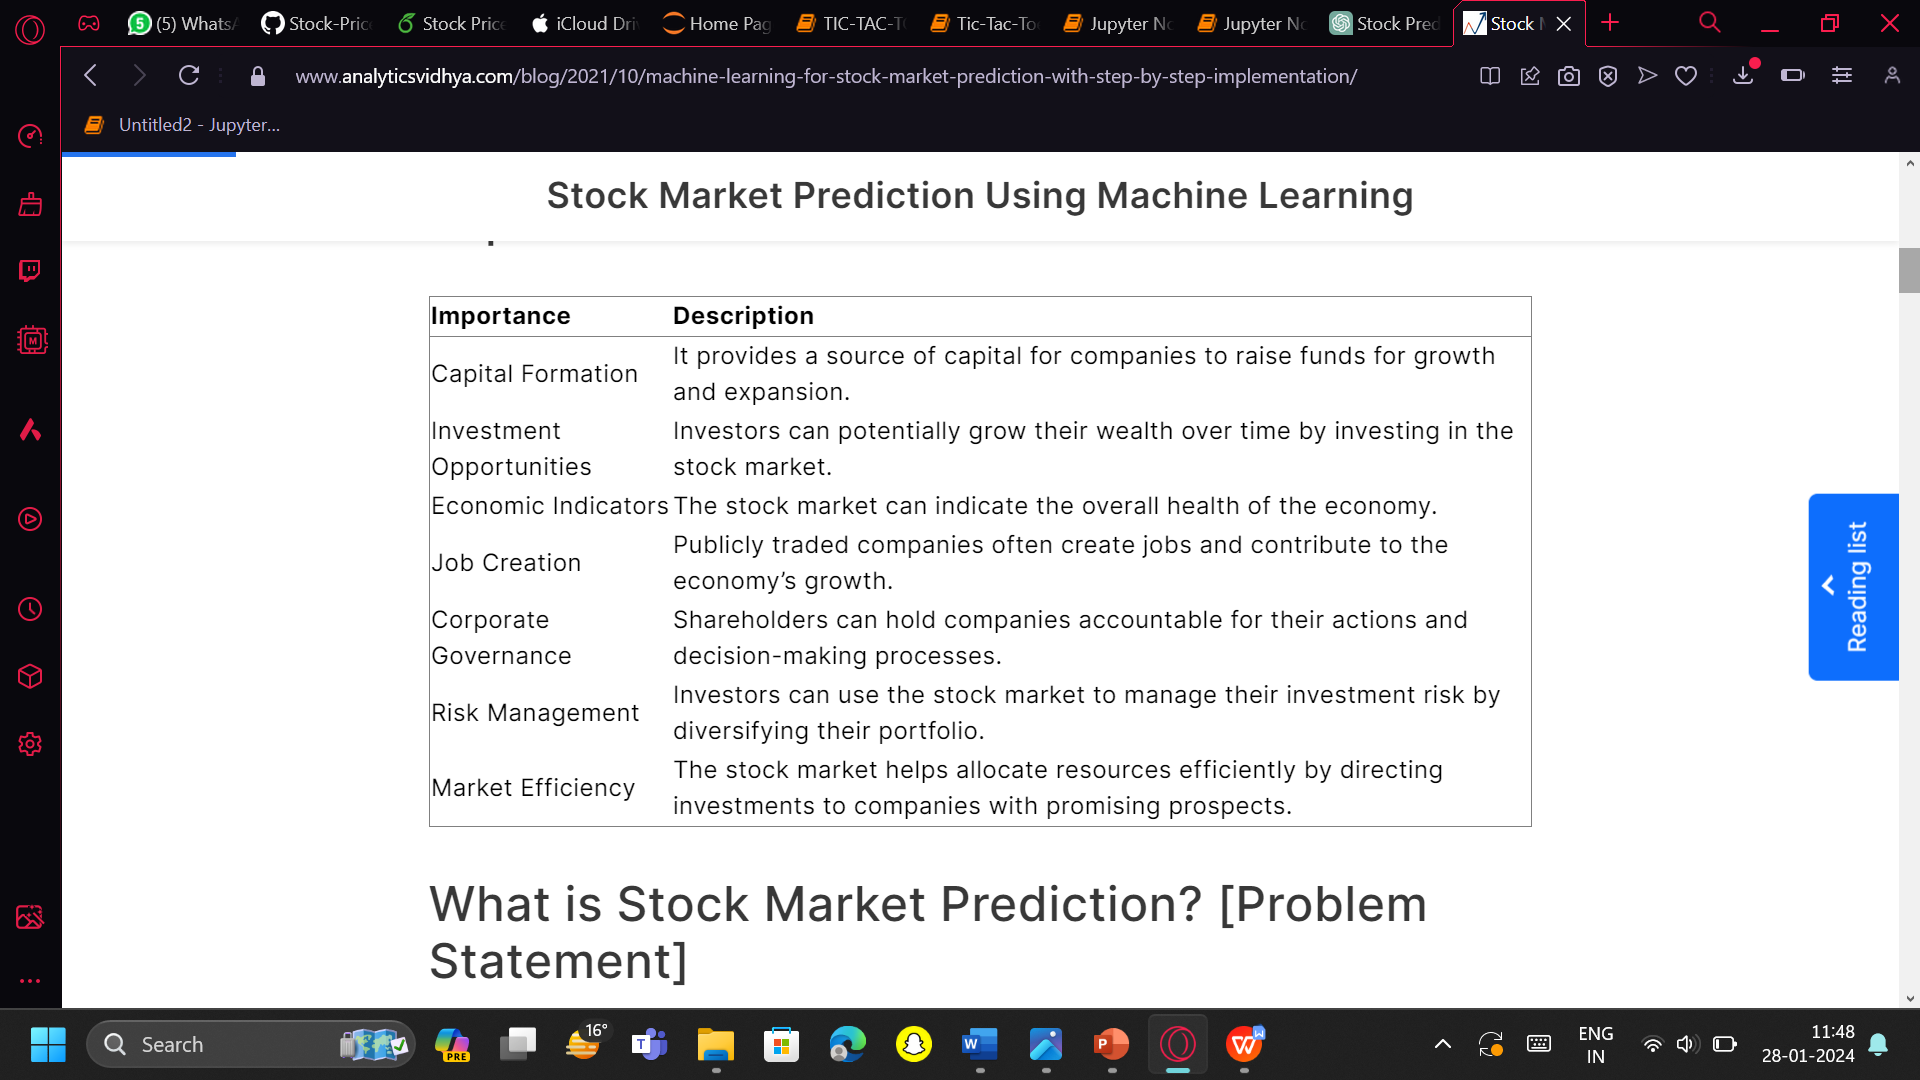 (5) Whats
Stock-Pric
Stock Price
iCloud Dri
Home Pag
TIC-TAC-T
Tic-Tac-To
Jupyter No
Jupyter No
Stock Pred
Stock
www.analyticsvidhya.com/blog/2021/10/machine-learning-for-stock-market-prediction-with-step-by-step-implementation/
Untitled2 - Jupyter...
Stock Market Prediction Using Machine Learning
Importance Description
Capital Formation
It provides a source of capital for companies to raise funds for growth
and expansion.
Investment
Opportunities
Investors can potentially grow their wealth over time by investing in the
stock market.
Economic Indicators The stock market can indicate the overall health of the economy.
Job Creation
Publicly traded companies often create jobs and contribute to the
economy’s growth.
Corporate
Governance
Shareholders can hold companies accountable for their actions and
decision-making processes.
Risk Management
Investors can use the stock market to manage their investment risk by
diversifying their portfolio.
Market Efficiency
The stock market helps allocate resources efficiently by directing
investments to companies with promising prospects.
Reading list
What is Stock Market Prediction? [Problem
Statement]
Search
PRE
16°
ENG
IN
11:48
28-01-2024